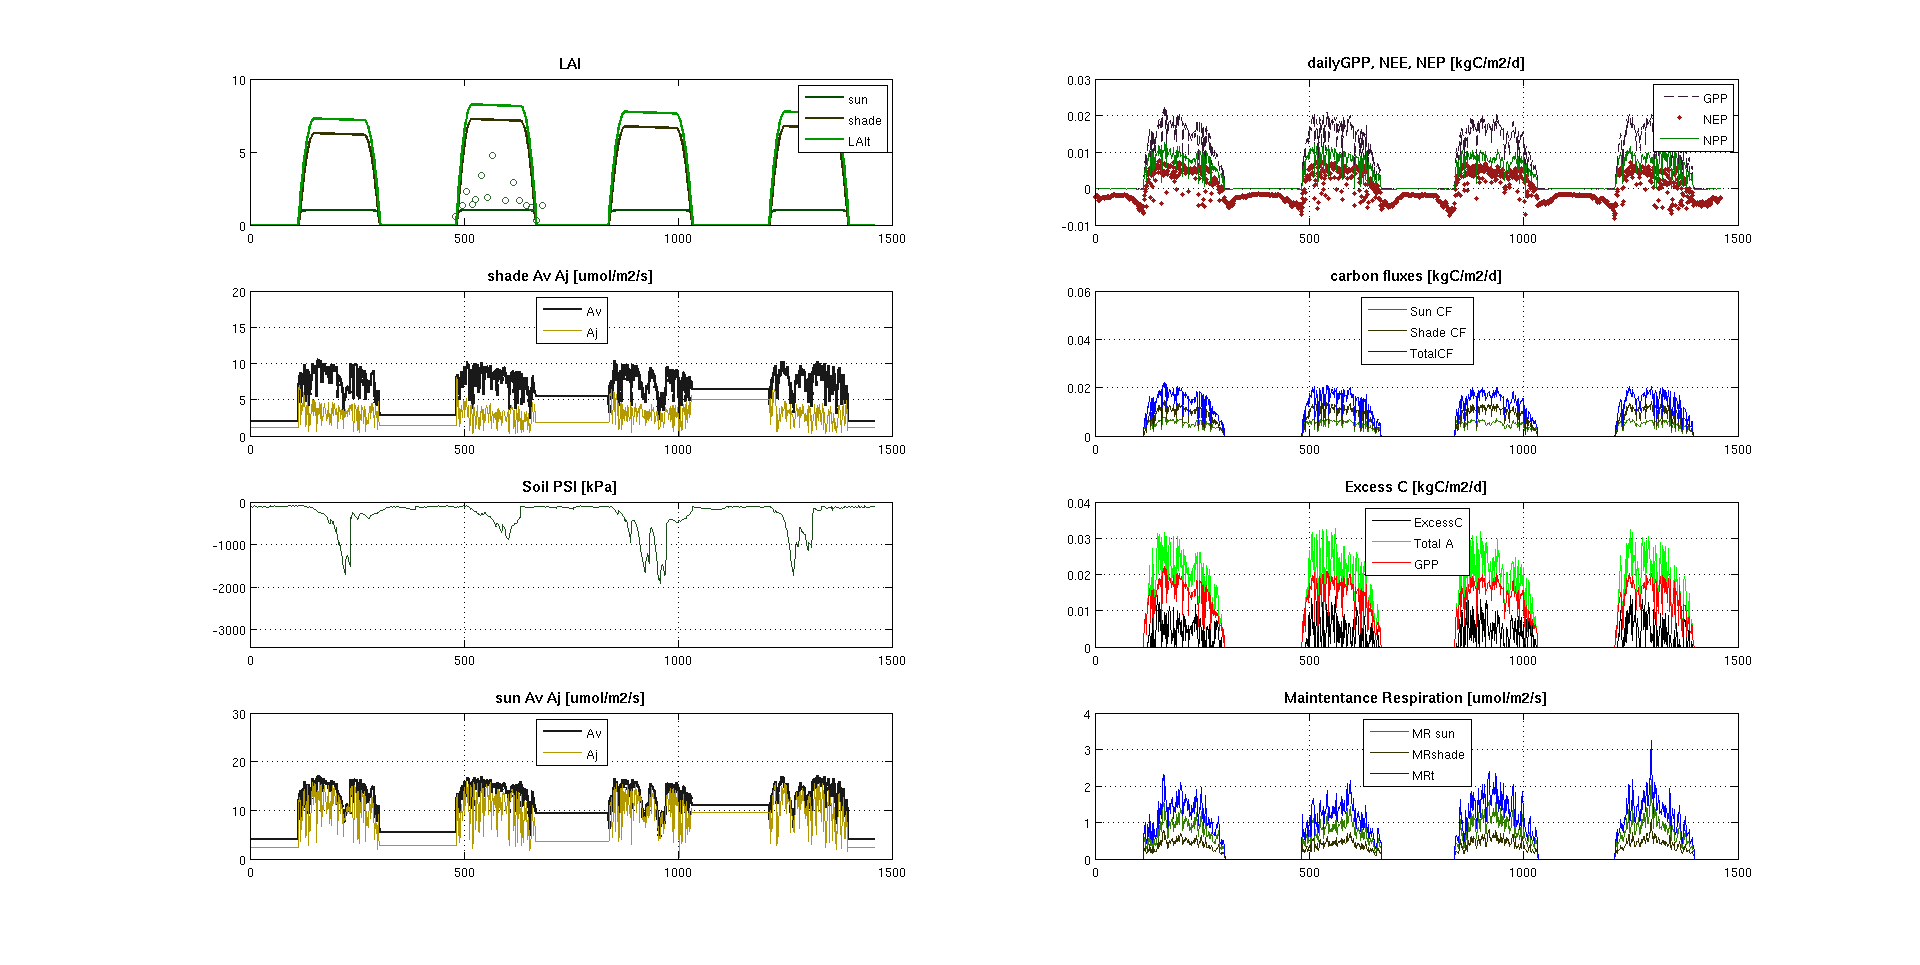 LAI
10
5
0
0
500
1000
1500
sun
shade
LAIt
dailyGPP, NEE, NEP [kgC/m2/d]
0.03
0.02
0.01
0
-0.01
0
500
1000
1500
GPP
NEP
NPP
shade Av Aj [umol/m2/s]
20
15
10
5
0
0
500
1000
1500
Av
Aj
carbon fluxes [kgC/m2/d]
0.06
0.04
0.02
0
0
500
1000
1500
Sun CF
Shade CF
TotalCF
Soil PSI [kPa]
0
-1000
-2000
-3000
0
500
1000
1500
Excess C [kgC/m2/d]
0.04
0.03
0.02
0.01
0
0
500
1000
1500
ExcessC
Total A
GPP
sun Av Aj [umol/m2/s]
30
20
10
0
0
500
1000
1500
Av
Aj
Maintentance Respiration [umol/m2/s]
4
3
2
1
0
0
500
1000
1500
MR sun
MRshade
MRt